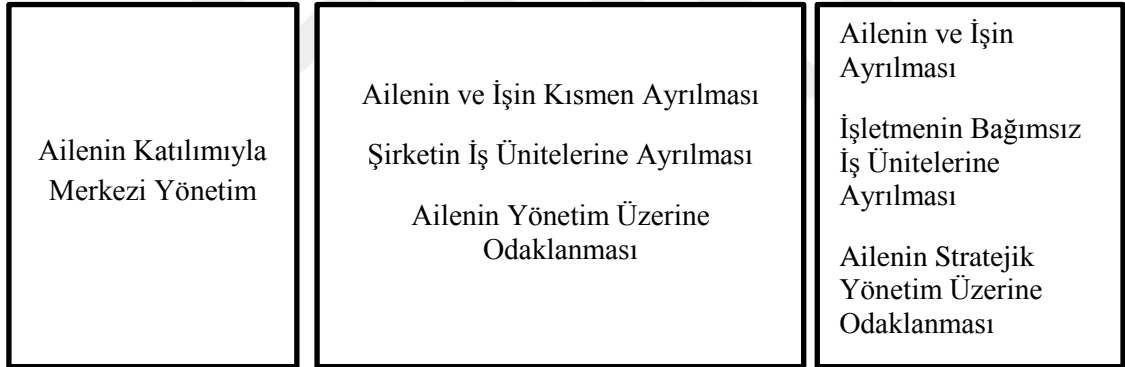 Ailenin Katılımıyla
Merkezi Yönetim
Ailenin ve İşin Kısmen Ayrılması
Şirketin İş Ünitelerine Ayrılması
Ailenin Yönetim Üzerine
Odaklanması
Ailenin ve İşin
Ayrılması
İşletmenin Bağımsız
İş Ünitelerine
Ayrılması
Ailenin Stratejik
Yönetim Üzerine
Odaklanması